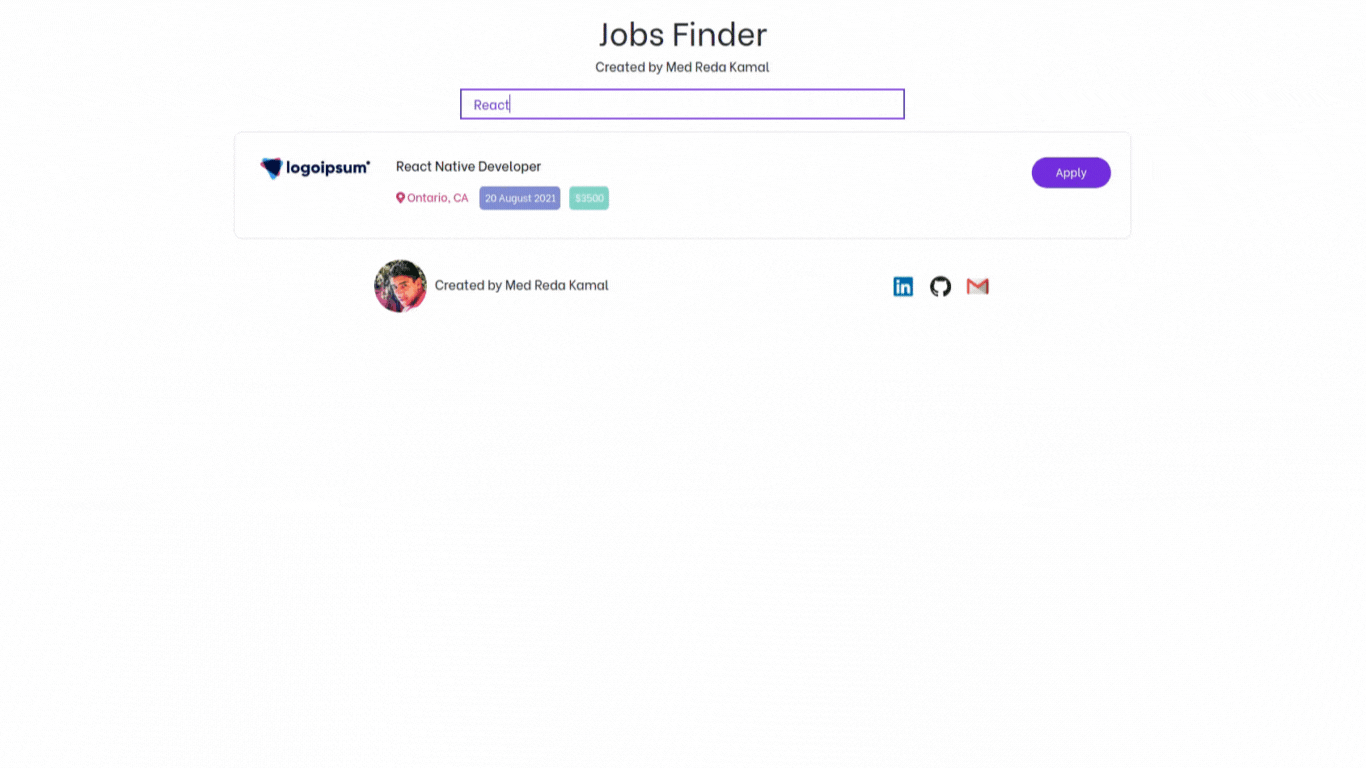 Jobs Finder
Created by Med Reda Kamal
React
logoipsum
React Native Developer
Apply
Ontario, CA
20 August 2021
$3500
Created by Med Reda Kamal
in